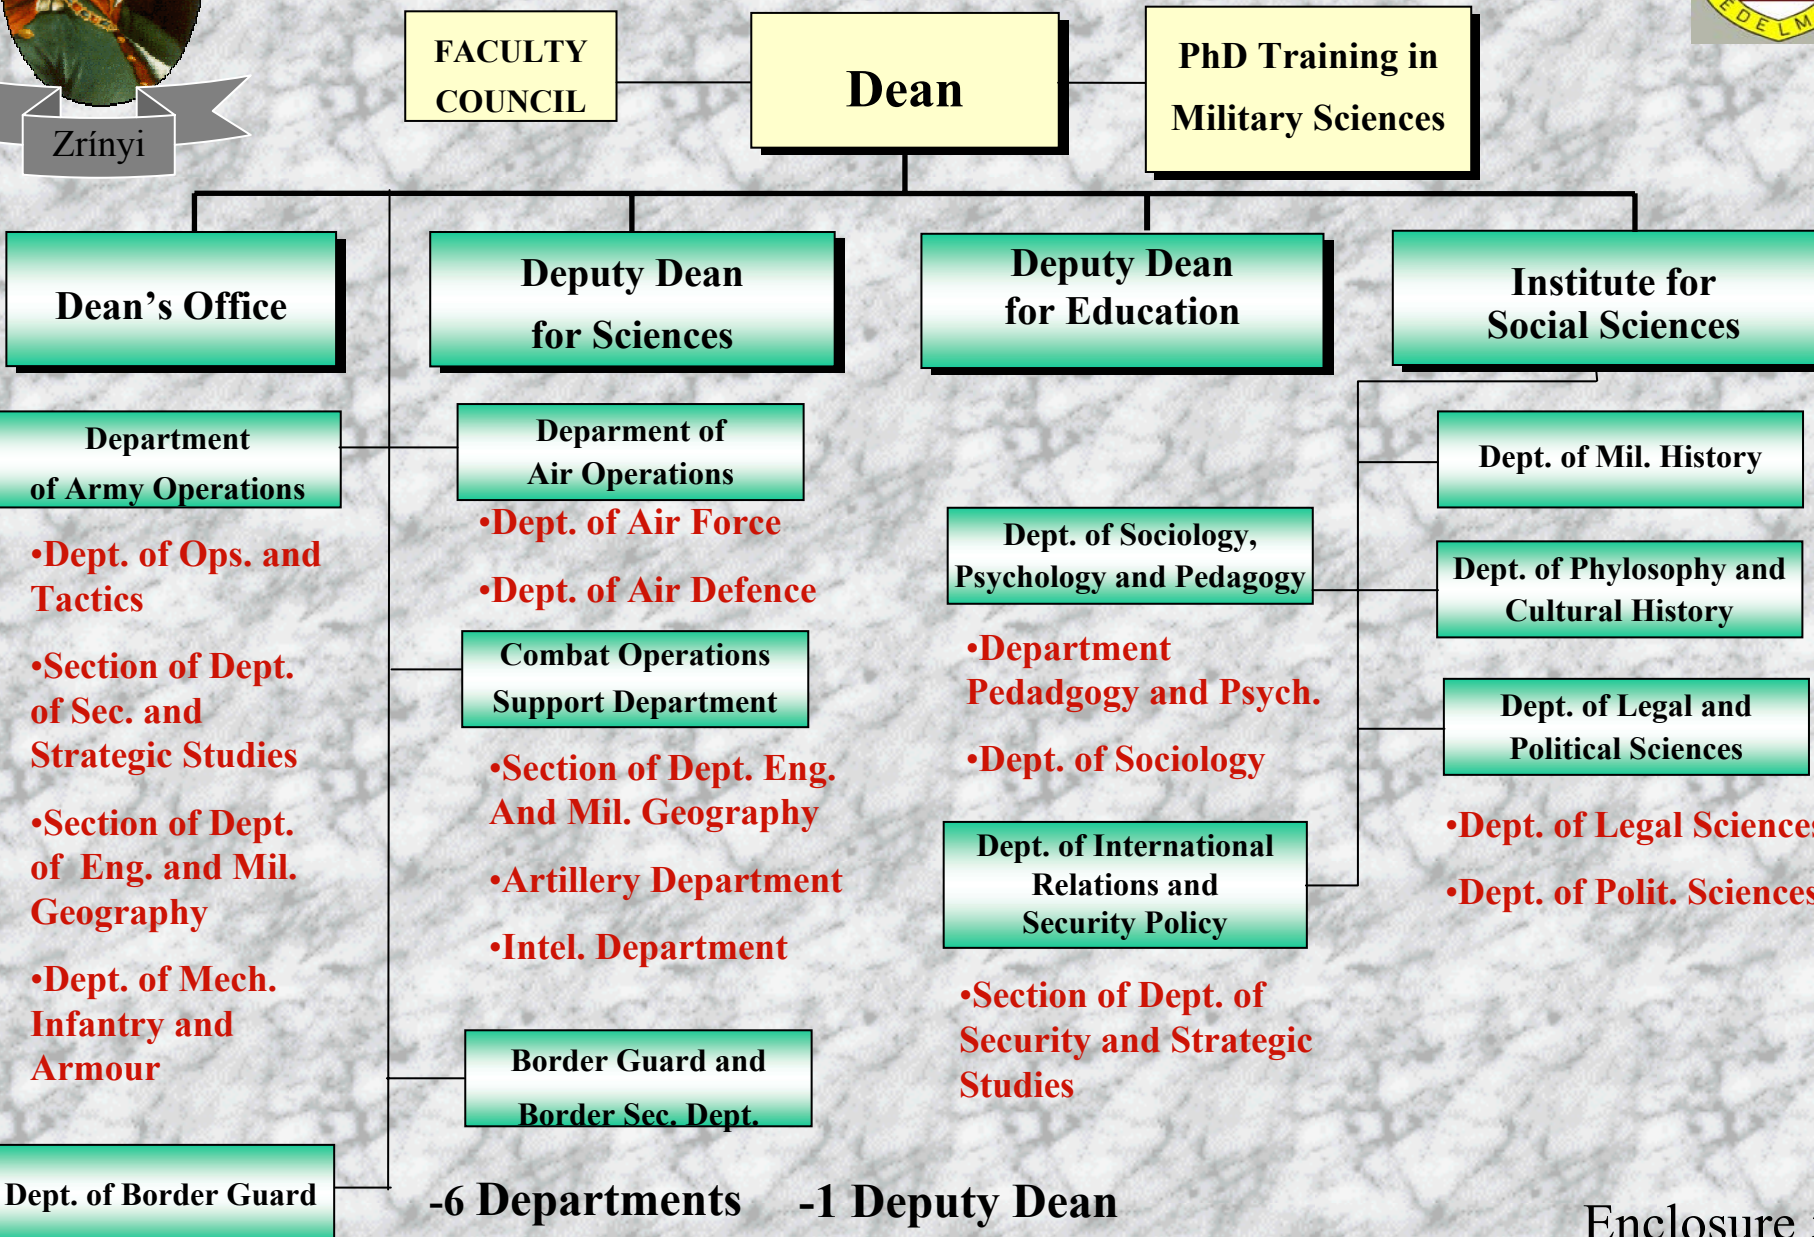 FACULTY
COUNCIL
Dean
PhD Training in
Military Sciences
EDELM
Zrínyi
Dean’s Office
Deputy Dean
for Sciences
Deputy Dean
for Education
Institute for
Social Sciences
Department
of Army Operations
•Dept. of Ops. and
Tactics
•Section of Dept.
of Sec. and
Strategic Studies
•Section of Dept.
of Eng. and Mil.
Geography
•Dept. of Mech.
Infantry and
Armour
Dept. of Border Guard
Deparment of
Air Operations
•Dept. of Air Force
•Dept. of Air Defence
Combat Operations
Support Department
•Section of Dept. Eng.
And Mil. Geography
•Artillery Department
•Intel. Department
Border Guard and
Border Sec. Dept.
Dept. of Sociology,
Psychology and Pedagogy
•Department
Pedadgogy and Psych.
•Dept. of Sociology
Dept. of International
Relations and
Security Policy
•Section of Dept. of
Security and Strategic
Studies
Dept. of Mil. History
Dept. of Phylosophy and
Cultural History
Dept. of Legal and
Political Sciences
•Dept. of Legal Sciences
•Dept. of Polit. Sciences
-6 Departments -1 Deputy Dean
Enclosure